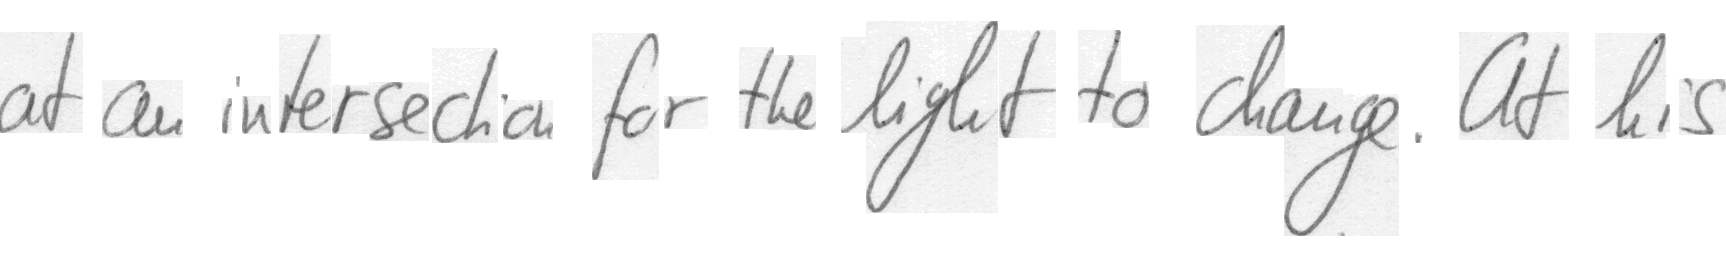 at an intersection for the light to change. At his